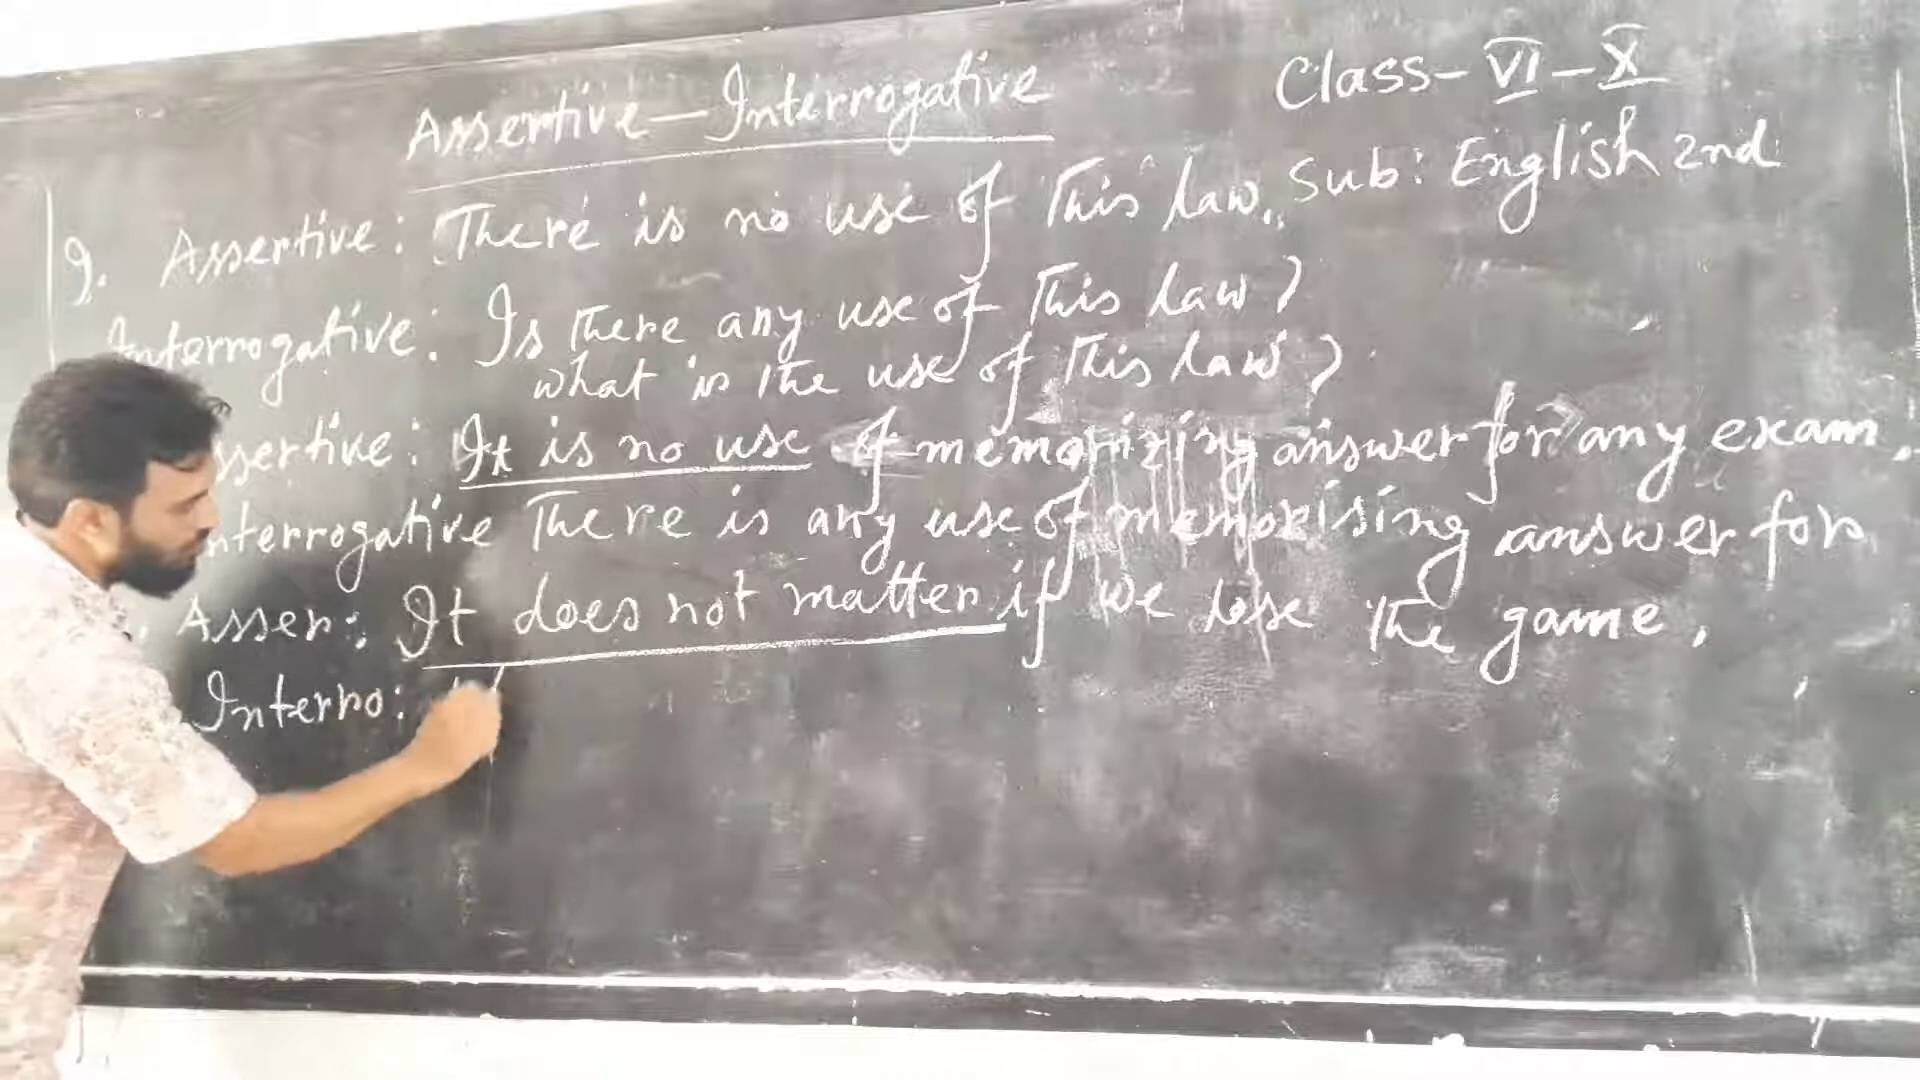 Assertive - Interrogative
Class - VI - X
Sub: English 2nd
9. Assertive: There is no use of this law.
Interrogative: Is there any use of this law?
what is the use of this law?
ssertive: It is no use of memorizing answer for any exam.
nterrogative There is any use of memorising answer for
Asser: It does not matter if we lose the game.
Interro: